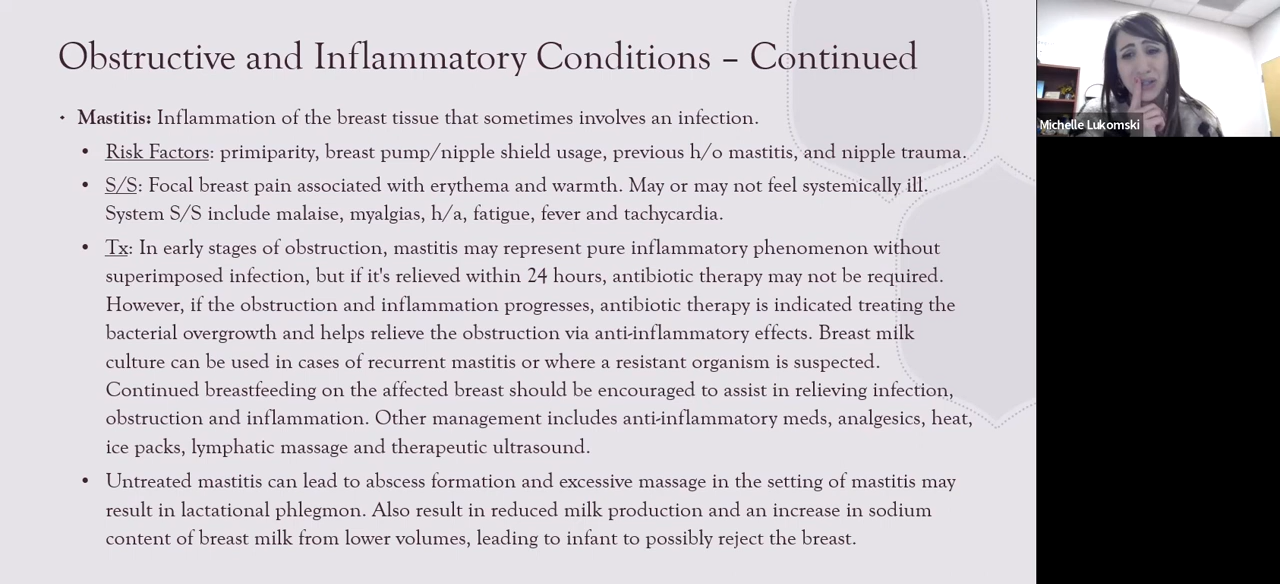 Obstructive and Inflammatory Conditions – Continued
Mastitis: Inflammation of the breast tissue that sometimes involves an infection.
Risk Factors: primiparity, breast pump/nipple shield usage, previous h/o mastitis, and nipple trauma.
S/S: Focal breast pain associated with erythema and warmth. May or may not feel systemically ill.
System S/S include malaise, myalgias, h/a, fatigue, fever and tachycardia.
Tx: In early stages of obstruction, mastitis may represent pure inflammatory phenomenon without
superimposed infection, but if it's relieved within 24 hours, antibiotic therapy may not be required.
However, if the obstruction and inflammation progresses, antibiotic therapy is indicated treating the
bacterial overgrowth and helps relieve the obstruction via anti-inflammatory effects. Breast milk
culture can be used in cases of recurrent mastitis or where a resistant organism is suspected.
Continued breastfeeding on the affected breast should be encouraged to assist in relieving infection,
obstruction and inflammation. Other management includes anti-inflammatory meds, analgesics, heat,
ice packs, lymphatic massage and therapeutic ultrasound.
Untreated mastitis can lead to abscess formation and excessive massage in the setting of mastitis may
result in lactational phlegmon. Also result in reduced milk production and an increase in sodium
content of breast milk from lower volumes, leading to infant to possibly reject the breast.
Michelle Lukomski